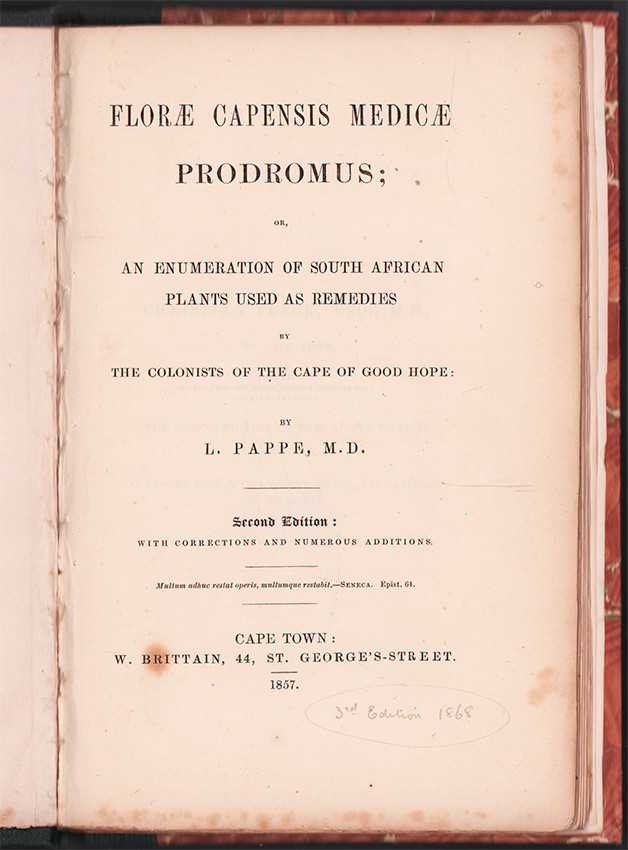 FLORÆ CAPENSIS MEDICÆ
PRODROMUS;
OR,
AN ENUMERATION OF SOUTH AFRICAN
PLANTS USED AS REMEDIES
BY
THE COLONISTS OF THE CAPE OF GOOD HOPE:
BY
L. PAPPE, M.D.
Second Edition:
WITH CORRECTIONS AND NUMEROUS ADDITIONS.
Multum adhuc restat operis, multumque restabit.—SENECA. Epist. 64.
CAPE TOWN:
W. BRITTAIN, 44, ST. GEORGE'S-STREET.
1857.
3rd Edition 1868